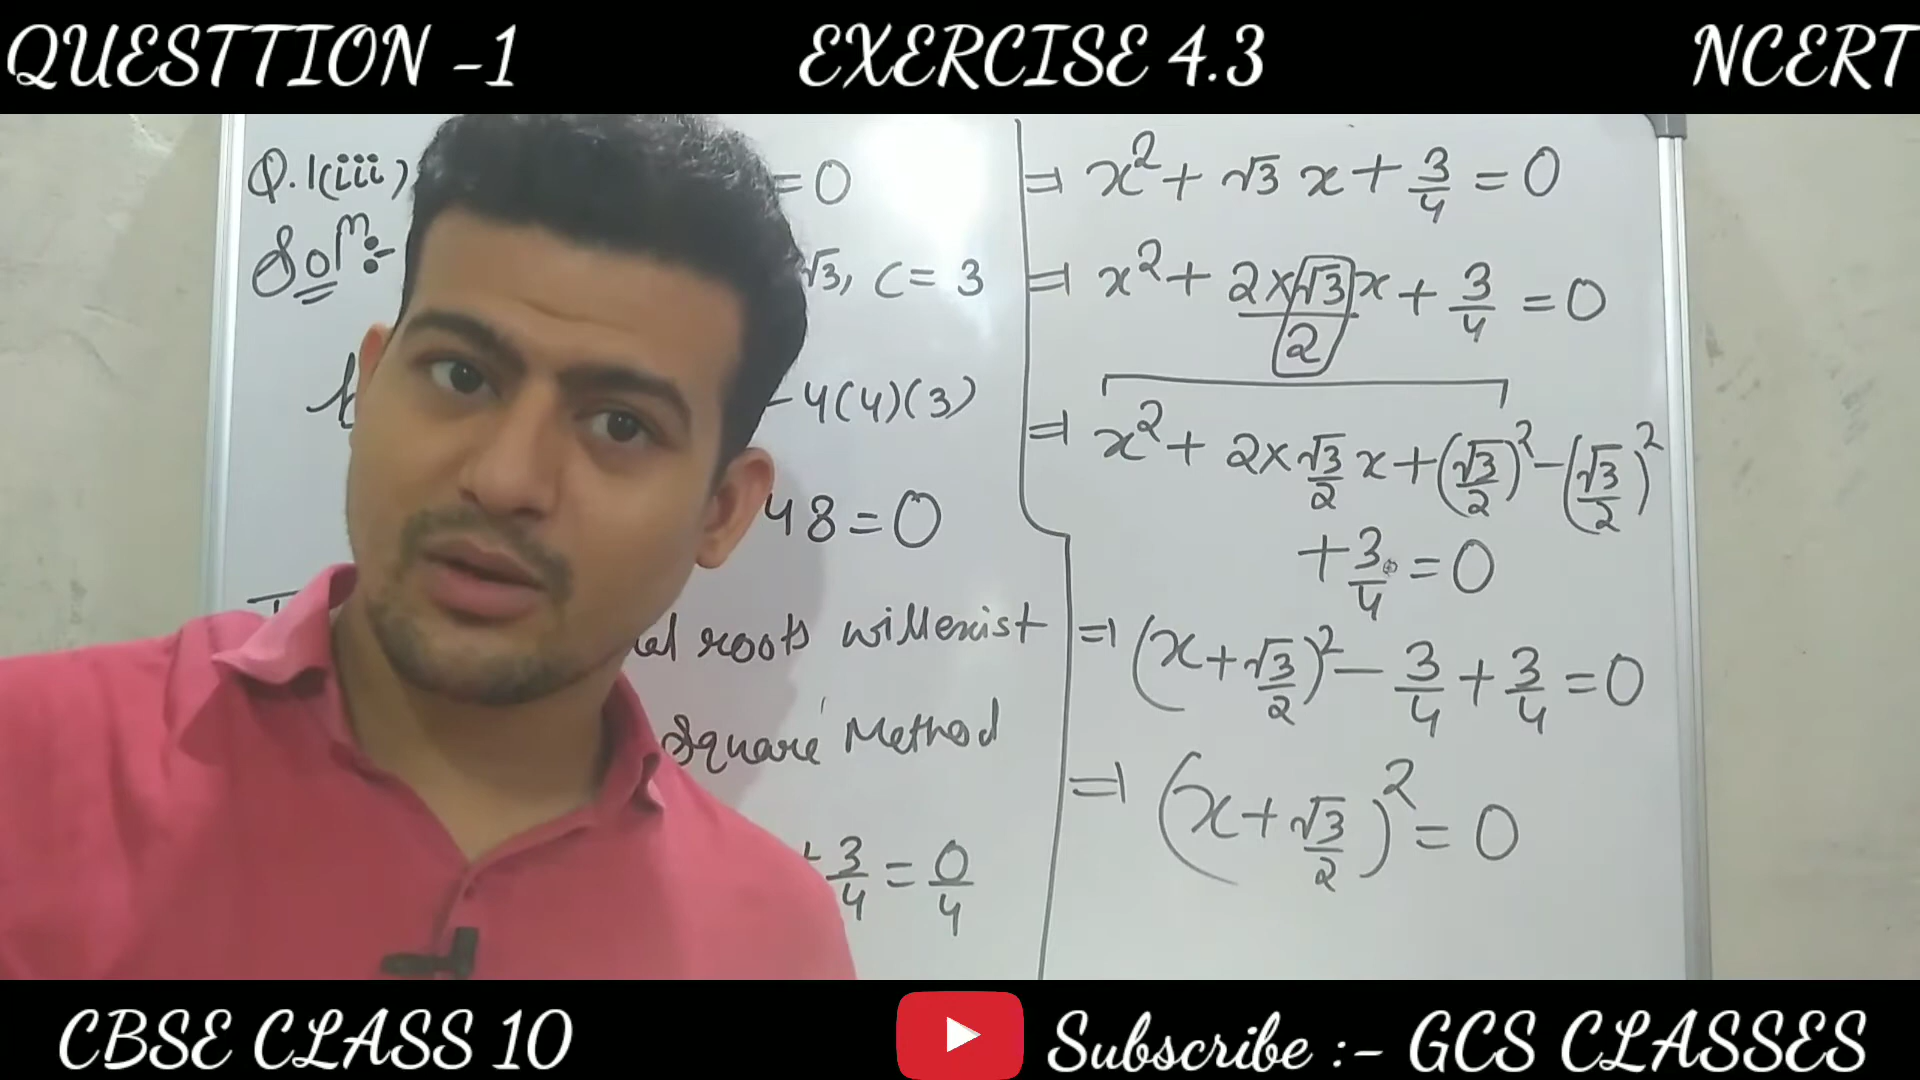 QUESTTION -1 EXERCISE 4.3 NCERT
Q.1(iii) =0
Solⁿ:-
√3, c = 3
-4(4)(3)
48 = 0
roots will exist
Square' Method
3/4 = 0/4
⇒ x² + √3 x + 3/4 = 0
⇒ x² + 2×√3x/2 + 3/4 = 0
⇒ x² + 2×√3/2 x + (√3/2)² - (√3/2)²
+ 3/4 = 0
⇒ (x + √3/2)² - 3/4 + 3/4 = 0
⇒ (x + √3/2)² = 0
CBSE CLASS 10 Subscribe :- GCS CLASSES